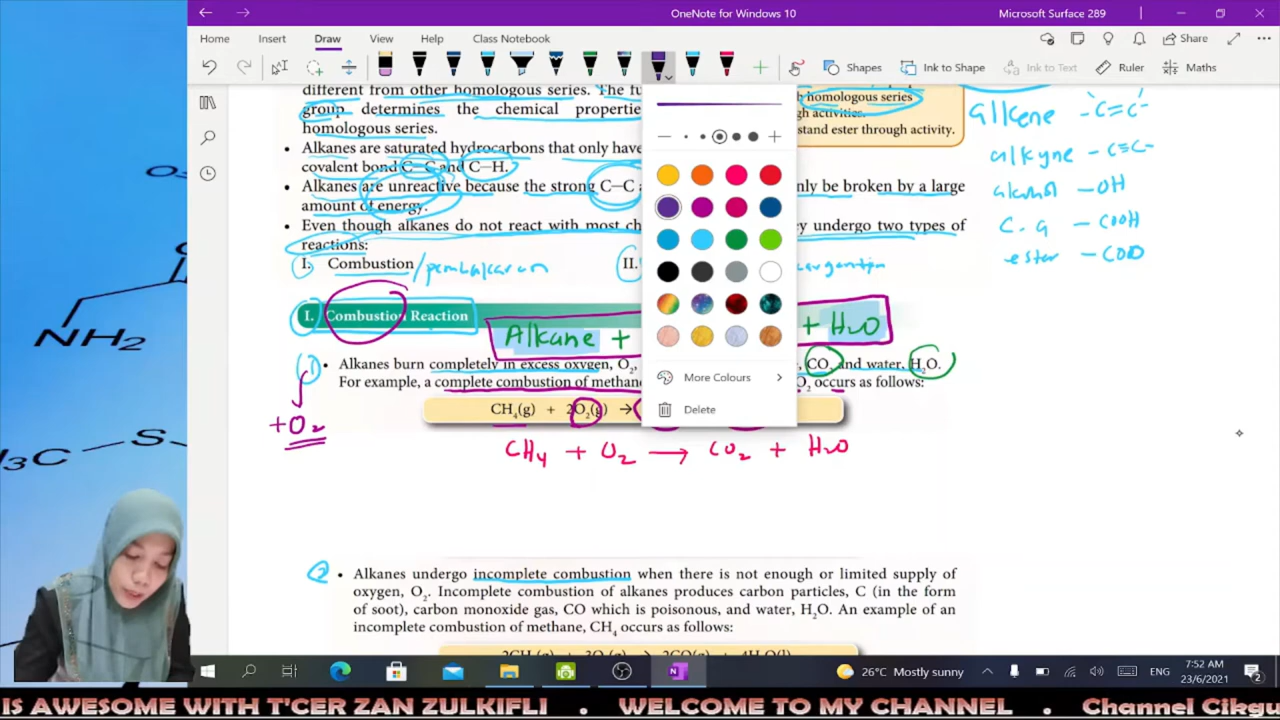 OneNote for Windows 10
Microsoft Surface 289
Home Insert Draw View Help Class Notebook
Share
Shapes Ink to Shape Ink to Text Ruler Maths
different from other homologous series. The fu
group determines the chemical propertie
homologous series.
• Alkanes are saturated hydrocarbons that only have
covalent bond C–C and C–H.
• Alkanes are unreactive because the strong C–C
only be broken by a large
amount of energy.
• Even though alkanes do not react with most ch
ey undergo two types of
reactions:
I. Combustion /pembakaran
II.
homologous series
gh activities.
stand ester through activity.
alkene -C=C-
alkyne -C≡C-
alcohol -OH
C.a -COOH
ester -COO
I. Combustion Reaction
Alkane +
+ H2O
(1) • Alkanes burn completely in excess oxygen, O2,
CO2 and water, H2O.
For example, a complete combustion of methane
O2 occurs as follows:
CH4(g) + 2O2(g) →
+O2
CH4 + O2 → CO2 + H2O
2 • Alkanes undergo incomplete combustion when there is not enough or limited supply of
oxygen, O2. Incomplete combustion of alkanes produces carbon particles, C (in the form
of soot), carbon monoxide gas, CO which is poisonous, and water, H2O. An example of an
incomplete combustion of methane, CH4 occurs as follows:
More Colours
Delete
NH2
H3C
S
26°C Mostly sunny
ENG
7:52 AM
23/6/2021
2
IS AWESOME WITH T'CER ZAN ZULKIFLI . WELCOME TO MY CHANNEL . Channel Cikgu